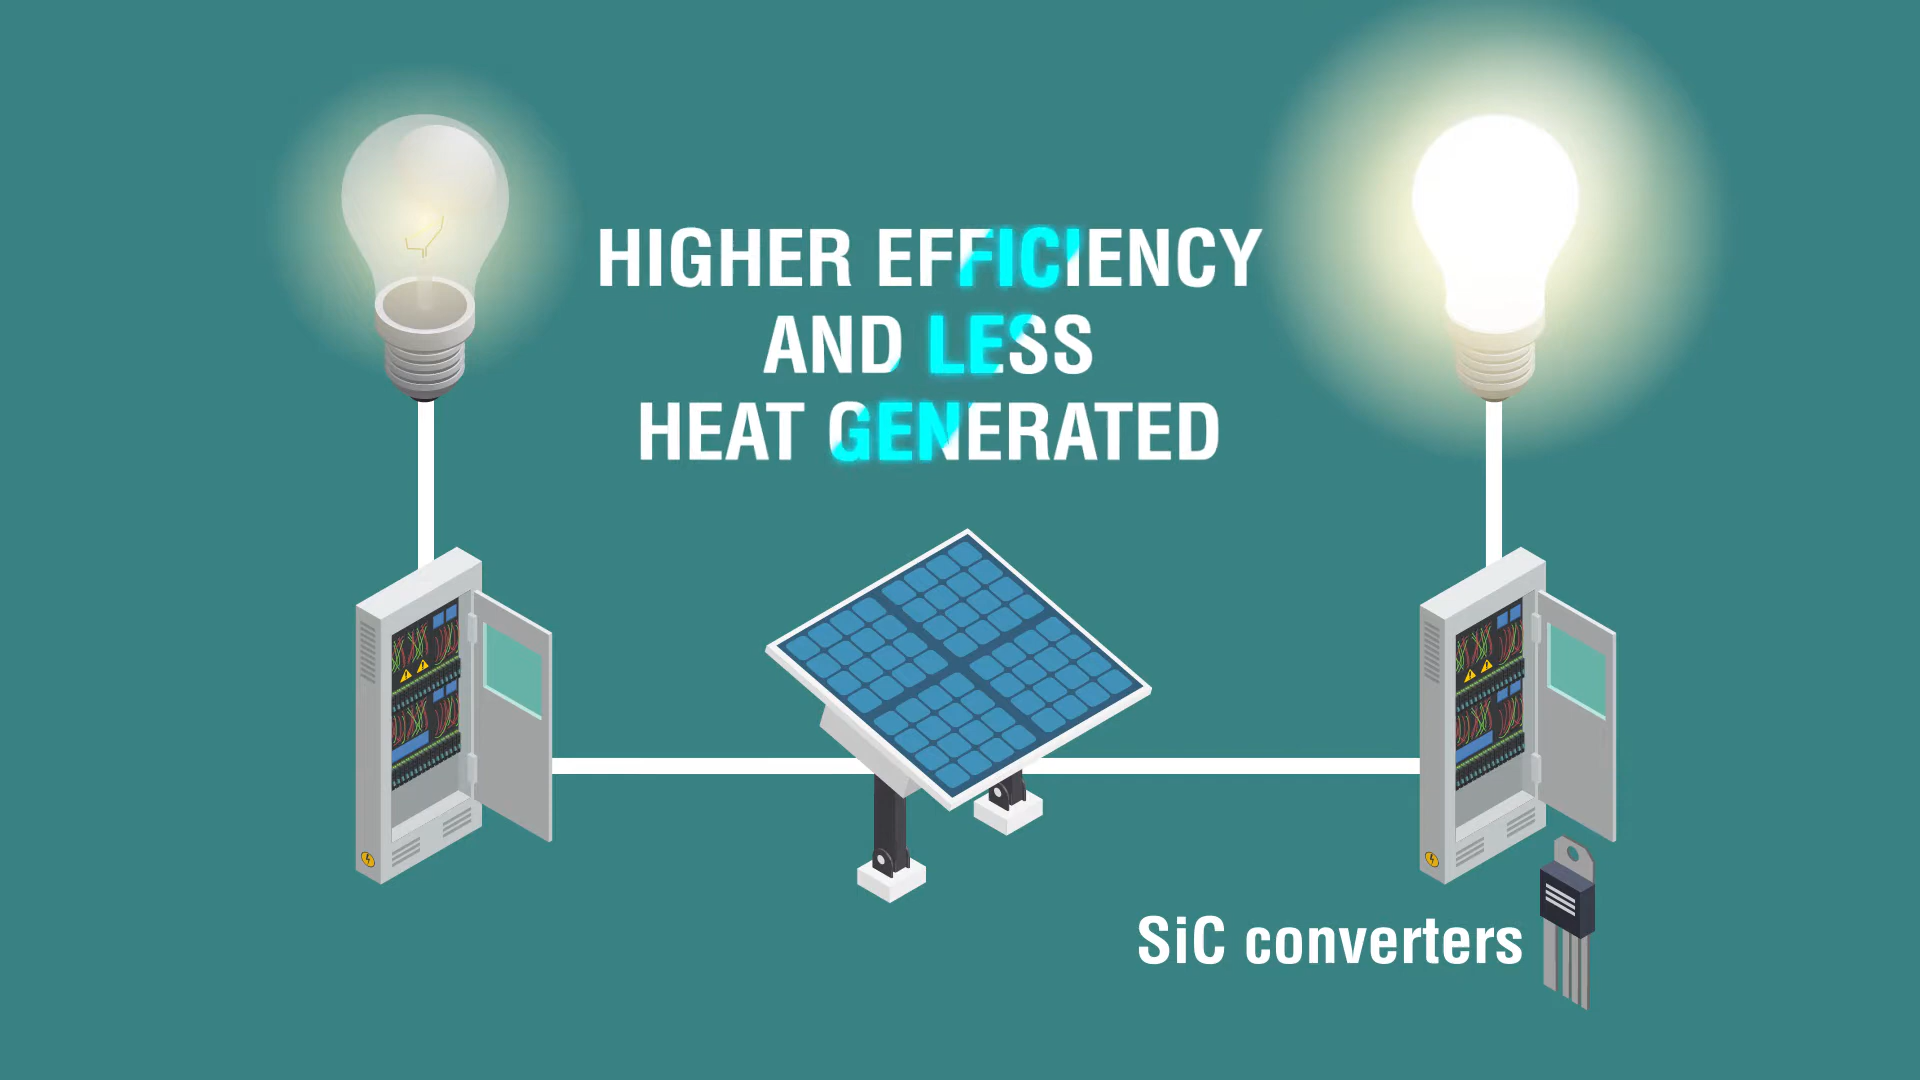 HIGHER EFFICIENCY
AND LESS
HEAT GENERATED
SiC converters